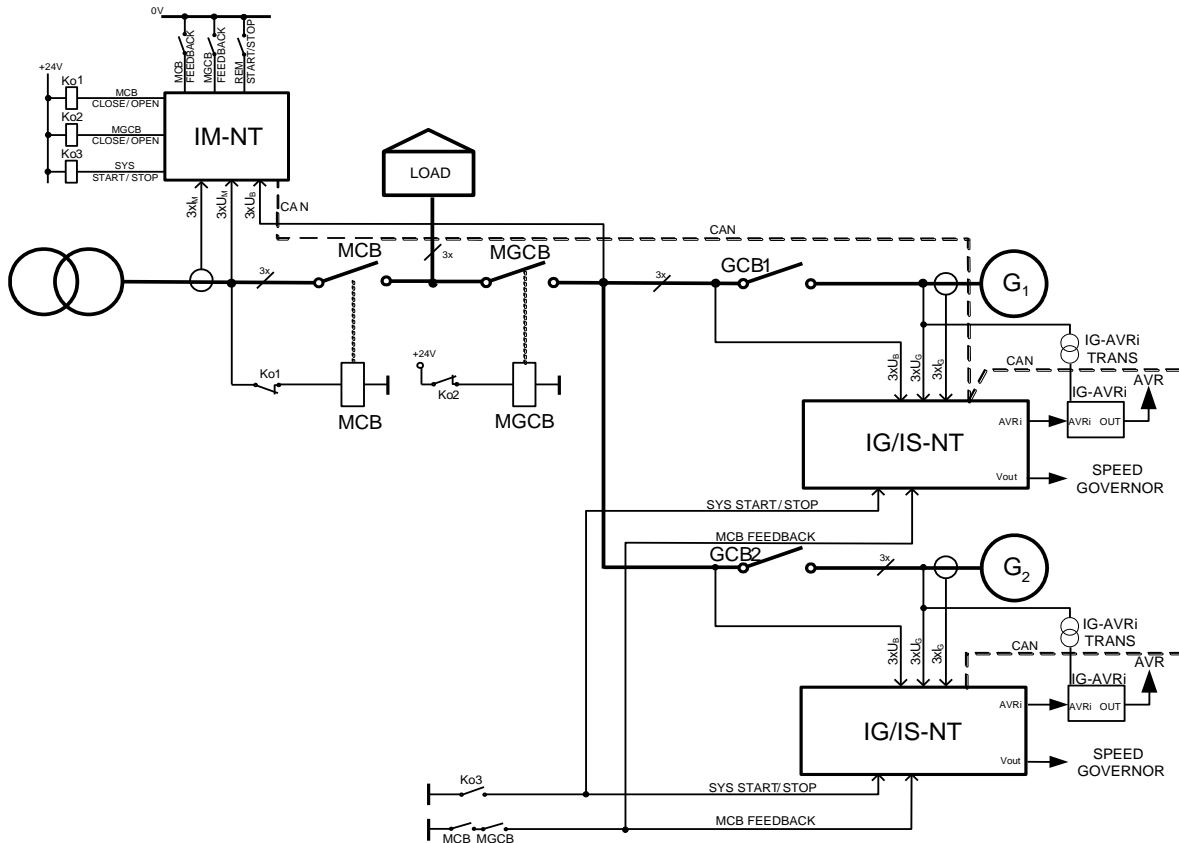 0V
MCB
FEEDBACK
MGCB
FEEDBACK
REM
START/STOP
+24V
Ko1
MCB
CLOSE/OPEN
Ko2
MGCB
CLOSE/OPEN
Ko3
SYS
START/STOP
IM-NT
LOAD
3xIM
3xUM
3xUB
CAN
CAN
MCB
3x
MGCB
3x
3x
GCB1
G1
Ko1
MCB
+24V
Ko2
MGCB
3xUB
3xUG
3xIG
IG-AVRi
TRANS
CAN
IG-AVRi
AVR
AVRi
AVRi OUT
IG/IS-NT
Vout
SPEED
GOVERNOR
SYS START/STOP
MCB FEEDBACK
GCB2
3x
G2
3xUB
3xUG
3xIG
IG-AVRi
TRANS
CAN
IG-AVRi
AVR
AVRi
AVRi OUT
IG/IS-NT
Vout
SPEED
GOVERNOR
Ko3
SYS START/STOP
MCB FEEDBACK
MCB MGCB